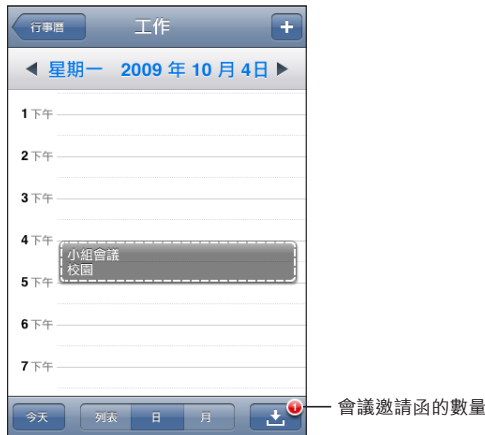 行事曆 工作 +
星期一 2009 年 10 月 4日
1 下午
2 下午
3 下午
4 下午
小組會議
校園
5 下午
6 下午
7 下午
今天 列表 日 月 1
會議邀請函的數量